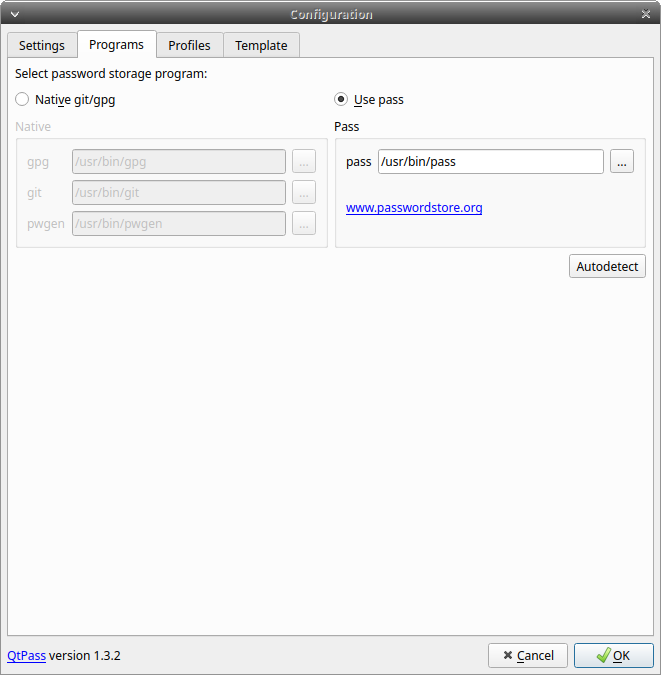 Configuration
Settings Programs Profiles Template
Select password storage program:
Native git/gpg Use pass
Native Pass
gpg /usr/bin/gpg ... pass /usr/bin/pass ...
git /usr/bin/git ...
www.passwordstore.org
pwgen /usr/bin/pwgen ...
Autodetect
QtPass version 1.3.2 Cancel OK